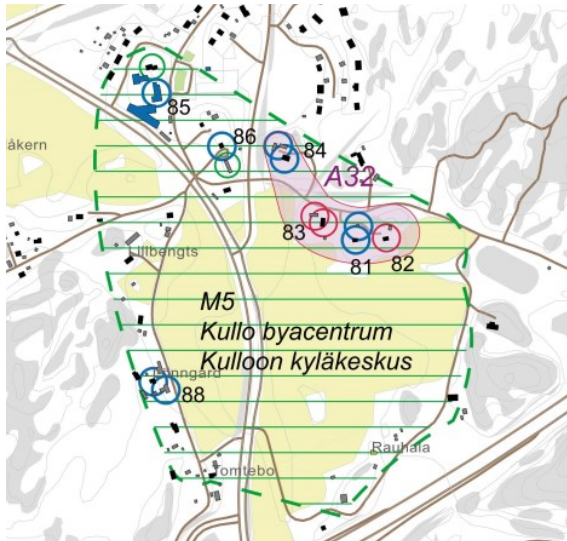 85
86
84
åkern
A32
83
81
82
Lillbengts
M5
Kullo byacentrum
Kulloon kyläkeskus
88
Rauhala
Tomtebo